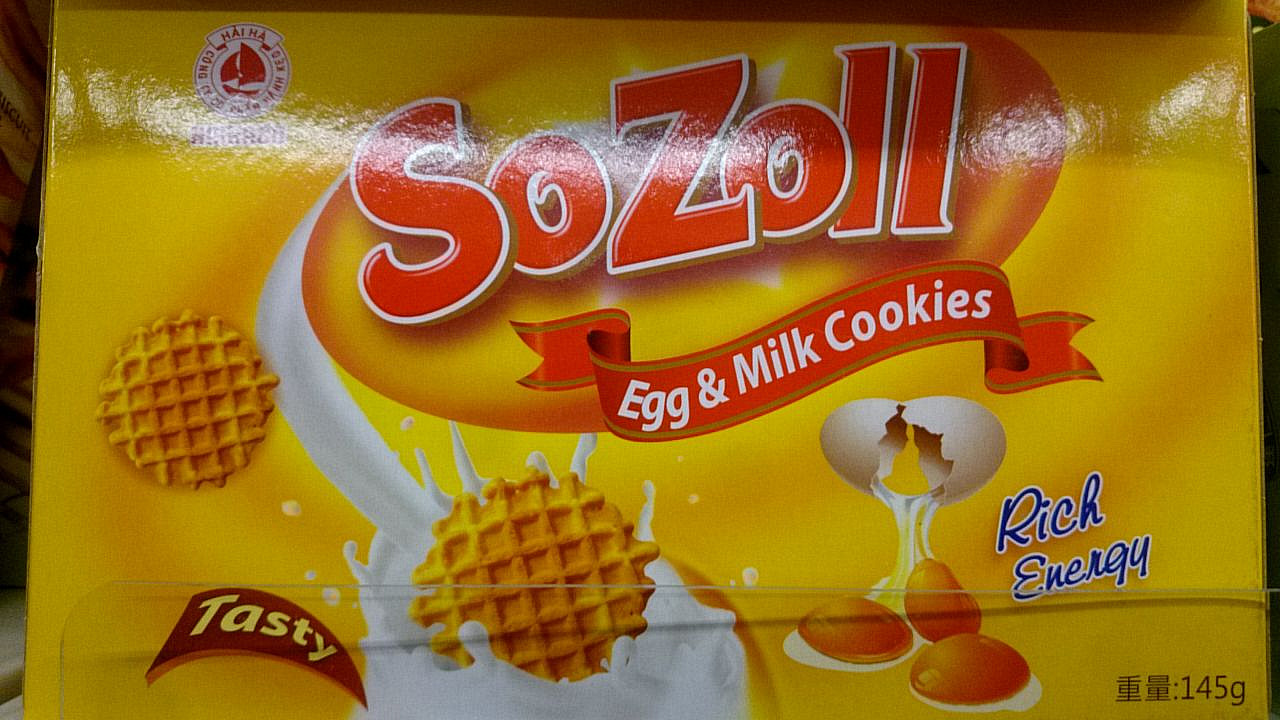 HẢI HÀ
SoZoll
Egg & Milk Cookies
Rich
Energy
Tasty
重量:145g